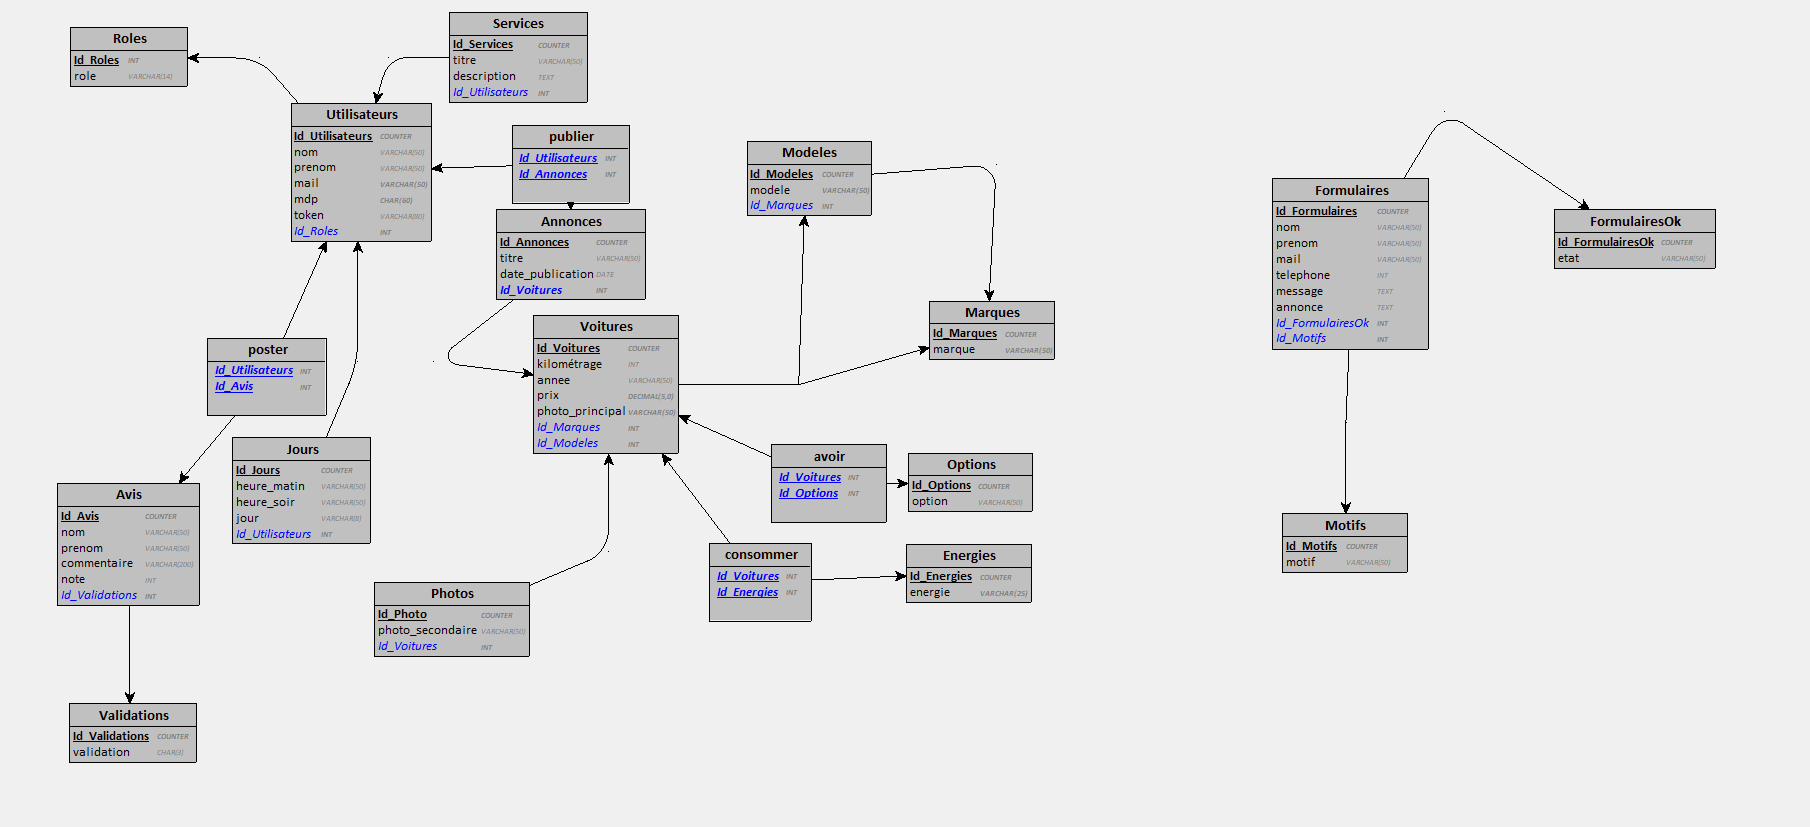 Roles
Id_Roles INT
role VARCHAR(14)
Services
Id_Services COUNTER
titre VARCHAR(50)
description TEXT
Id_Utilisateurs INT
Utilisateurs
Id_Utilisateurs COUNTER
nom VARCHAR(50)
prenom VARCHAR(50)
mail VARCHAR(50)
mdp CHAR(60)
token VARCHAR(80)
Id_Roles INT
publier
Id_Utilisateurs INT
Id_Annonces INT
Annonces
Id_Annonces COUNTER
titre VARCHAR(50)
date_publication DATE
Id_Voitures INT
Modeles
Id_Modeles COUNTER
modele VARCHAR(50)
Id_Marques INT
Marques
Id_Marques COUNTER
marque VARCHAR(50)
Voitures
Id_Voitures COUNTER
kilométrage INT
annee VARCHAR(50)
prix DECIMAL(5,0)
photo_principal VARCHAR(50)
Id_Marques INT
Id_Modeles INT
poster
Id_Utilisateurs INT
Id_Avis INT
Jours
Id_Jours COUNTER
heure_matin VARCHAR(50)
heure_soir VARCHAR(50)
jour VARCHAR(8)
Id_Utilisateurs INT
Avis
Id_Avis COUNTER
nom VARCHAR(50)
prenom VARCHAR(50)
commentaire VARCHAR(200)
note INT
Id_Validations INT
Validations
Id_Validations COUNTER
validation CHAR(3)
Photos
Id_Photo COUNTER
photo_secondaire VARCHAR(50)
Id_Voitures INT
avoir
Id_Voitures INT
Id_Options INT
Options
Id_Options COUNTER
option VARCHAR(50)
consommer
Id_Voitures INT
Id_Energies INT
Energies
Id_Energies COUNTER
energie VARCHAR(25)
Formulaires
Id_Formulaires COUNTER
nom VARCHAR(50)
prenom VARCHAR(50)
mail VARCHAR(50)
telephone INT
message TEXT
annonce TEXT
Id_FormulairesOk INT
Id_Motifs INT
FormulairesOk
Id_FormulairesOk COUNTER
etat VARCHAR(50)
Motifs
Id_Motifs COUNTER
motif VARCHAR(50)